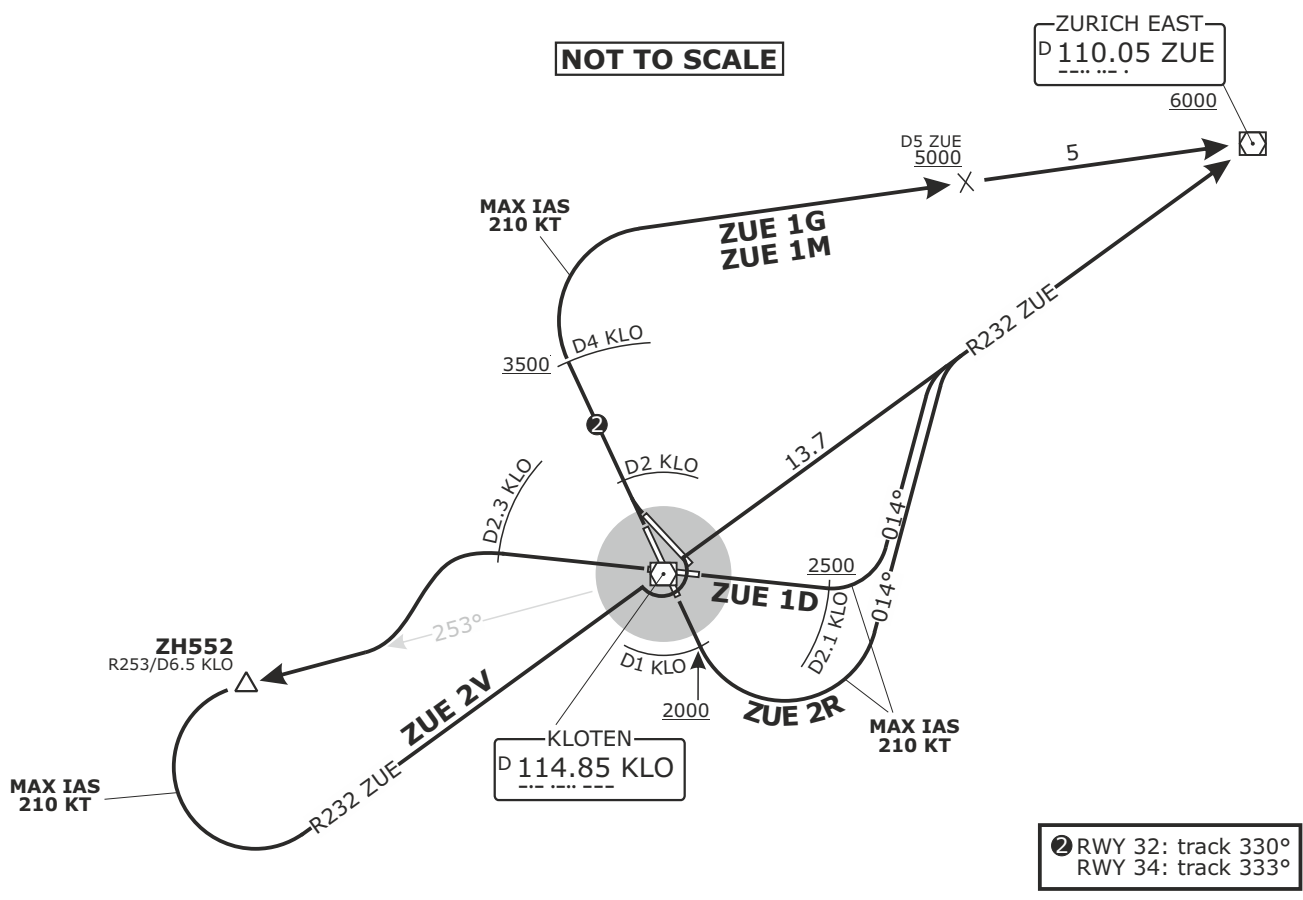 ZURICH EAST
D 110.05 ZUE
NOT TO SCALE
6000
D5 ZUE
5000
5
MAX IAS
210 KT
ZUE 1G
ZUE 1M
R232 ZUE
D4 KLO
3500
2
13.7
D2 KLO
D2.3 KLO
014°
2500
ZUE 1D
014°
D2.1 KLO
253°
ZH552
R253/D6.5 KLO
D1 KLO
ZUE 2V
2000
ZUE 2R
MAX IAS
210 KT
KLOTEN
D 114.85 KLO
MAX IAS
210 KT
R232 ZUE
2 RWY 32: track 330°
RWY 34: track 333°